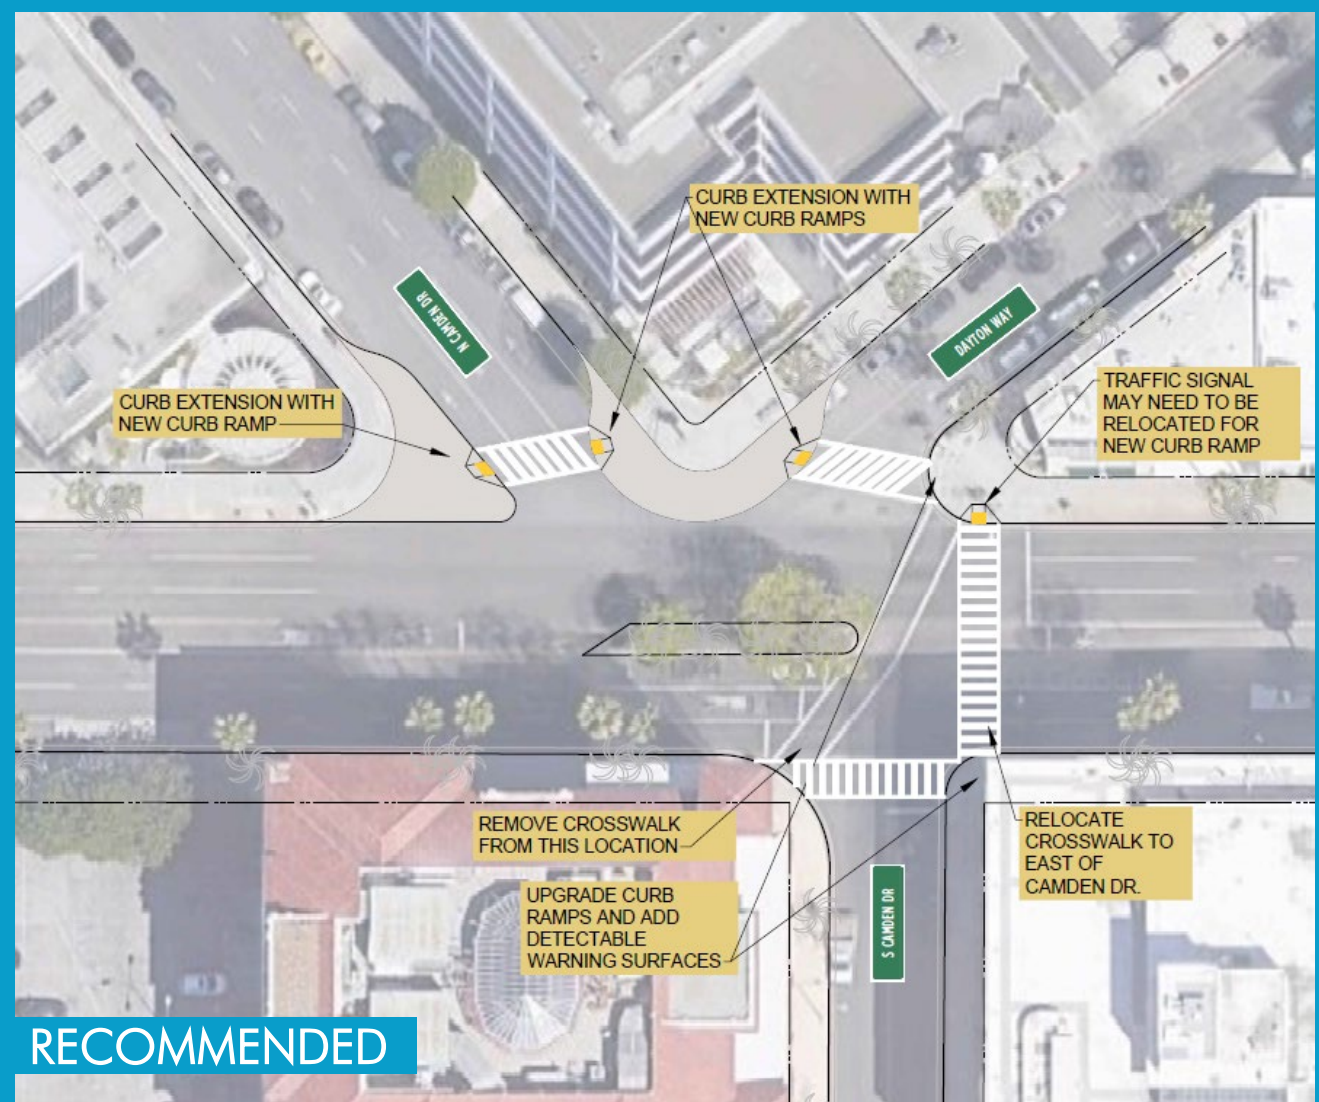 CURB EXTENSION WITH
NEW CURB RAMPS
N CAMDEN DR
DAYTON WAY
TRAFFIC SIGNAL
MAY NEED TO BE
RELOCATED FOR
NEW CURB RAMP
CURB EXTENSION WITH
NEW CURB RAMP
REMOVE CROSSWALK
FROM THIS LOCATION
RELOCATE
CROSSWALK TO
EAST OF
CAMDEN DR.
UPGRADE CURB
RAMPS AND ADD
DETECTABLE
WARNING SURFACES
S CAMDEN DR
RECOMMENDED